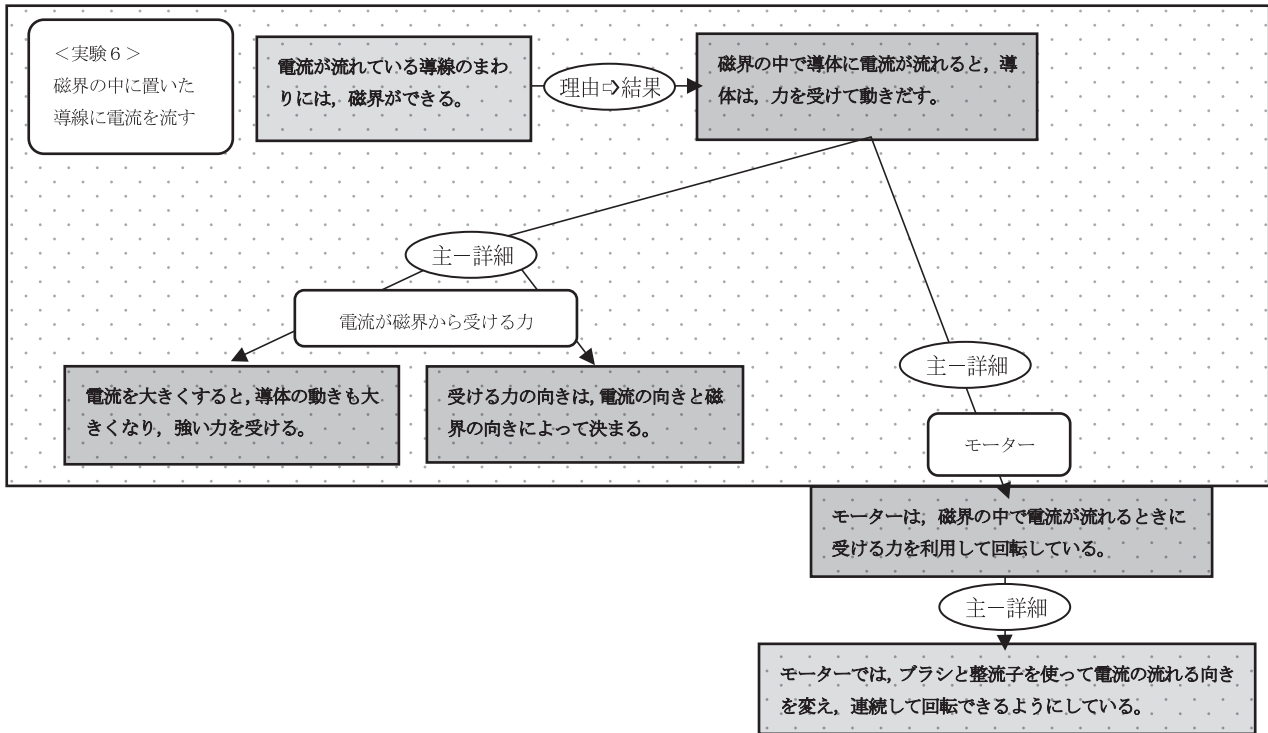 ＜実験６＞
磁界の中に置いた
導線に電流を流す
電流が流れている導線のまわ
りには，磁界ができる。
理由⇨結果
磁界の中で導体に電流が流れると，導
体は，力を受けて動きだす。
主－詳細
電流が磁界から受ける力
電流を大きくすると，導体の動きも大
きくなり，強い力を受ける。
受ける力の向きは，電流の向きと磁
界の向きによって決まる。
主－詳細
モーター
モーターは，磁界の中で電流が流れるときに
受ける力を利用して回転している。
主－詳細
モーターでは，ブラシと整流子を使って電流の流れる向き
を変え，連続して回転できるようにしている。